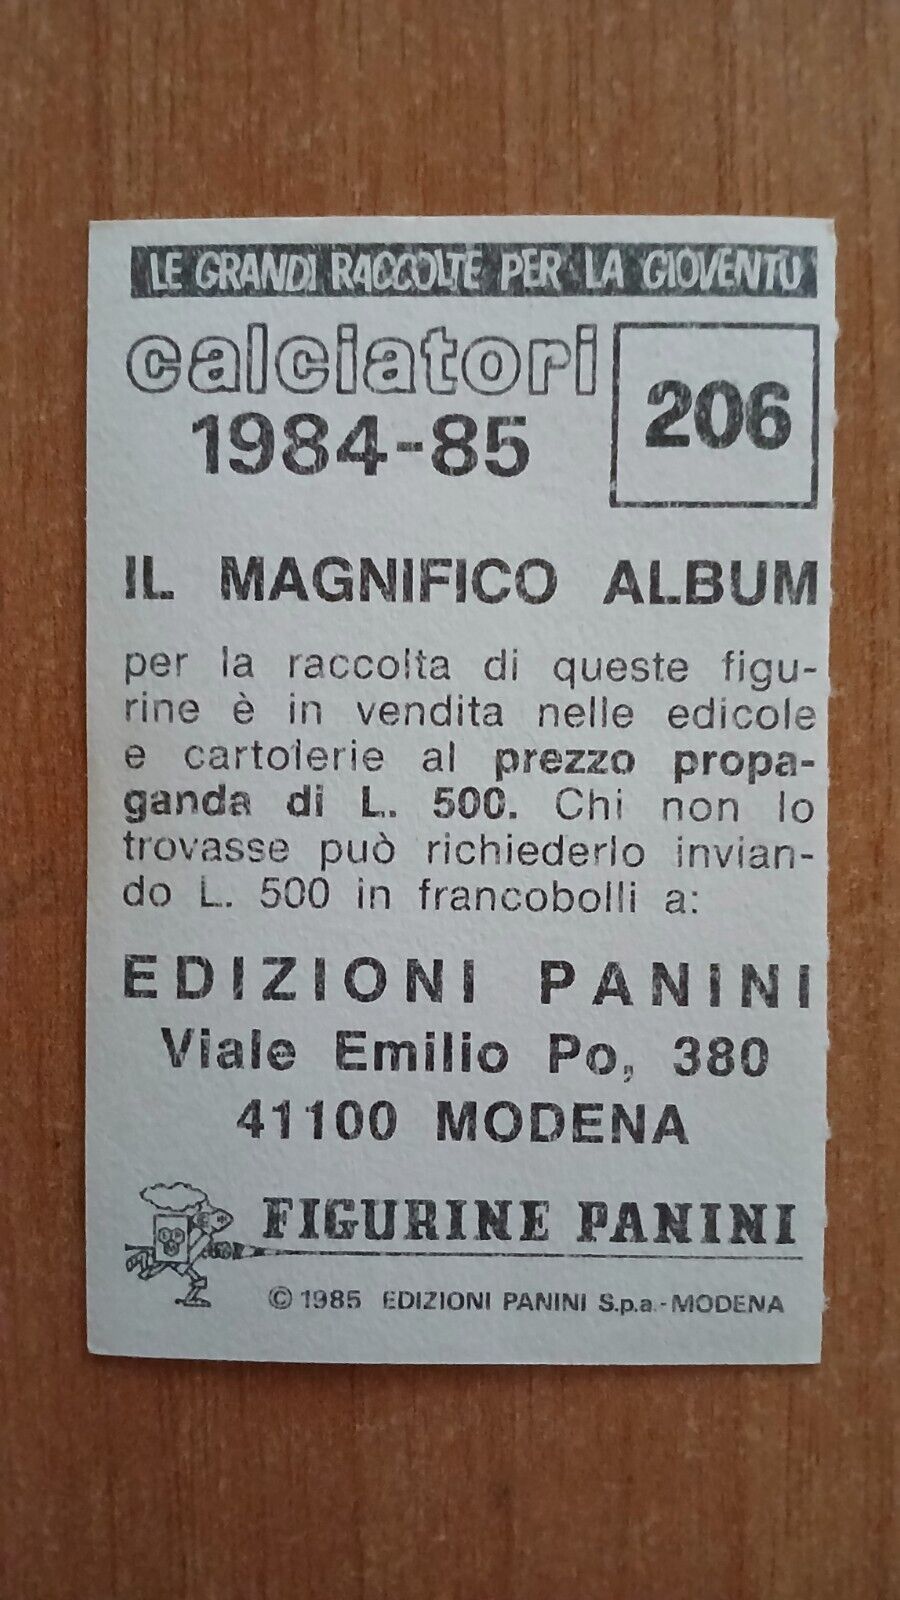 LE GRANDI RACCOLTE PER LA GIOVENTÙ
calciatori
1984-85
206
IL MAGNIFICO ALBUM
per la raccolta di queste figu-
rine è in vendita nelle edicole
e cartolerie al prezzo propa-
ganda di L. 500. Chi non lo
trovasse può richiederlo invian-
do L. 500 in francobolli a:
EDIZIONI PANINI
Viale Emilio Po, 380
41100 MODENA
FIGURINE PANINI
© 1985 EDIZIONI PANINI S.p.a.-MODENA